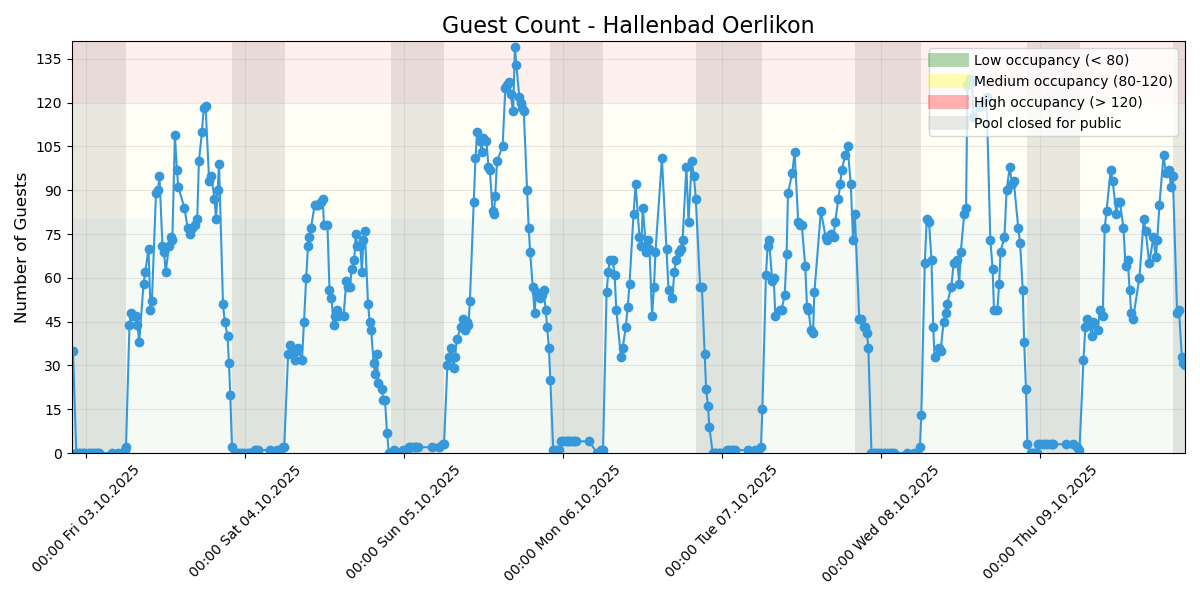 Guest Count - Hallenbad Oerlikon
Number of Guests
135
120
105
90
75
60
45
30
15
0
Low occupancy (< 80)
Medium occupancy (80-120)
High occupancy (> 120)
Pool closed for public
00:00 Fri 03.10.2025
00:00 Sat 04.10.2025
00:00 Sun 05.10.2025
00:00 Mon 06.10.2025
00:00 Tue 07.10.2025
00:00 Wed 08.10.2025
00:00 Thu 09.10.2025